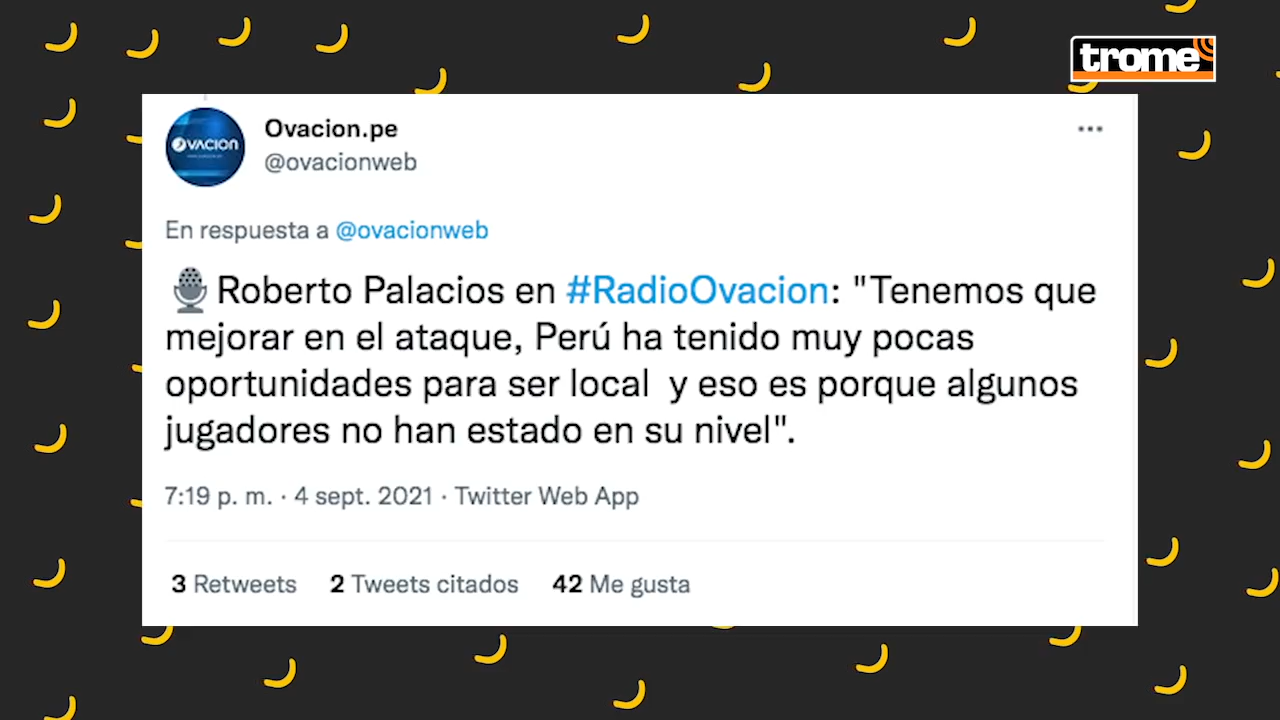 trome
OVACION
Ovacion.pe
@ovacionweb
En respuesta a @ovacionweb
Roberto Palacios en #RadioOvacion: "Tenemos que
mejorar en el ataque, Perú ha tenido muy pocas
oportunidades para ser local  y eso es porque algunos
jugadores no han estado en su nivel".
7:19 p. m. · 4 sept. 2021 · Twitter Web App
3 Retweets 2 Tweets citados 42 Me gusta